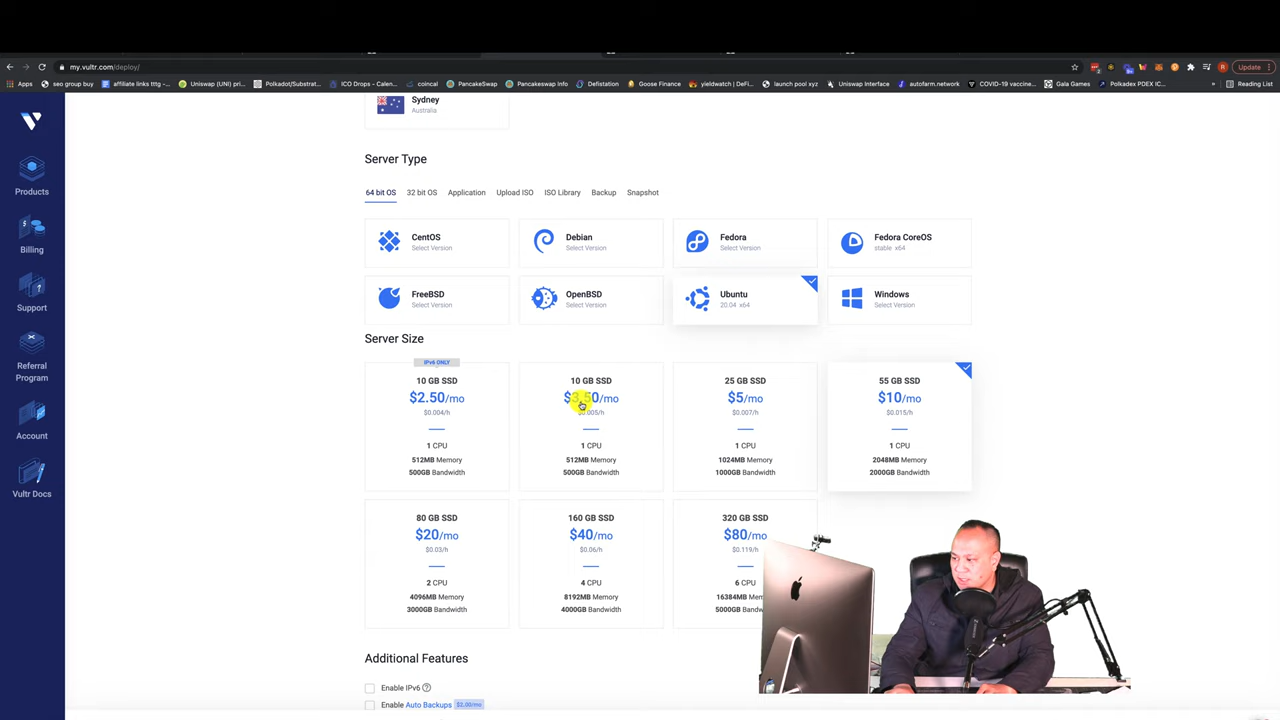 my.vultr.com/deploy/
Update
Apps
seo group buy
affiliate links tttg -...
Uniswap (UNI) pri...
Polkadot/Substrat...
ICO Drops - Calen...
coincal
PancakeSwap
Pancakeswap Info
Defistation
Goose Finance
yieldwatch | DeFi...
launch pool xyz
Uniswap Interface
autofarm.network
COVID-19 vaccine...
Gala Games
Polkadex PDEX IC...
»
Reading List
Products
Billing
Support
Referral
Program
Account
Vultr Docs
Sydney
Australia
Server Type
64 bit OS 32 bit OS Application Upload ISO ISO Library Backup Snapshot
CentOS
Select Version
Debian
Select Version
Fedora
Select Version
Fedora CoreOS
stable x64
FreeBSD
Select Version
OpenBSD
Select Version
Ubuntu
20.04 x64
Windows
Select Version
Server Size
IPv6 ONLY
10 GB SSD
$2.50/mo
$0.004/h
1 CPU
512MB Memory
500GB Bandwidth
10 GB SSD
$3.50/mo
$0.005/h
1 CPU
512MB Memory
500GB Bandwidth
25 GB SSD
$5/mo
$0.007/h
1 CPU
1024MB Memory
1000GB Bandwidth
55 GB SSD
$10/mo
$0.015/h
1 CPU
2048MB Memory
2000GB Bandwidth
80 GB SSD
$20/mo
$0.03/h
2 CPU
4096MB Memory
3000GB Bandwidth
160 GB SSD
$40/mo
$0.06/h
4 CPU
8192MB Memory
4000GB Bandwidth
320 GB SSD
$80/mo
$0.119/h
6 CPU
16384MB Mem
5000GB
Additional Features
Enable IPv6
Enable Auto Backups $2.00/mo